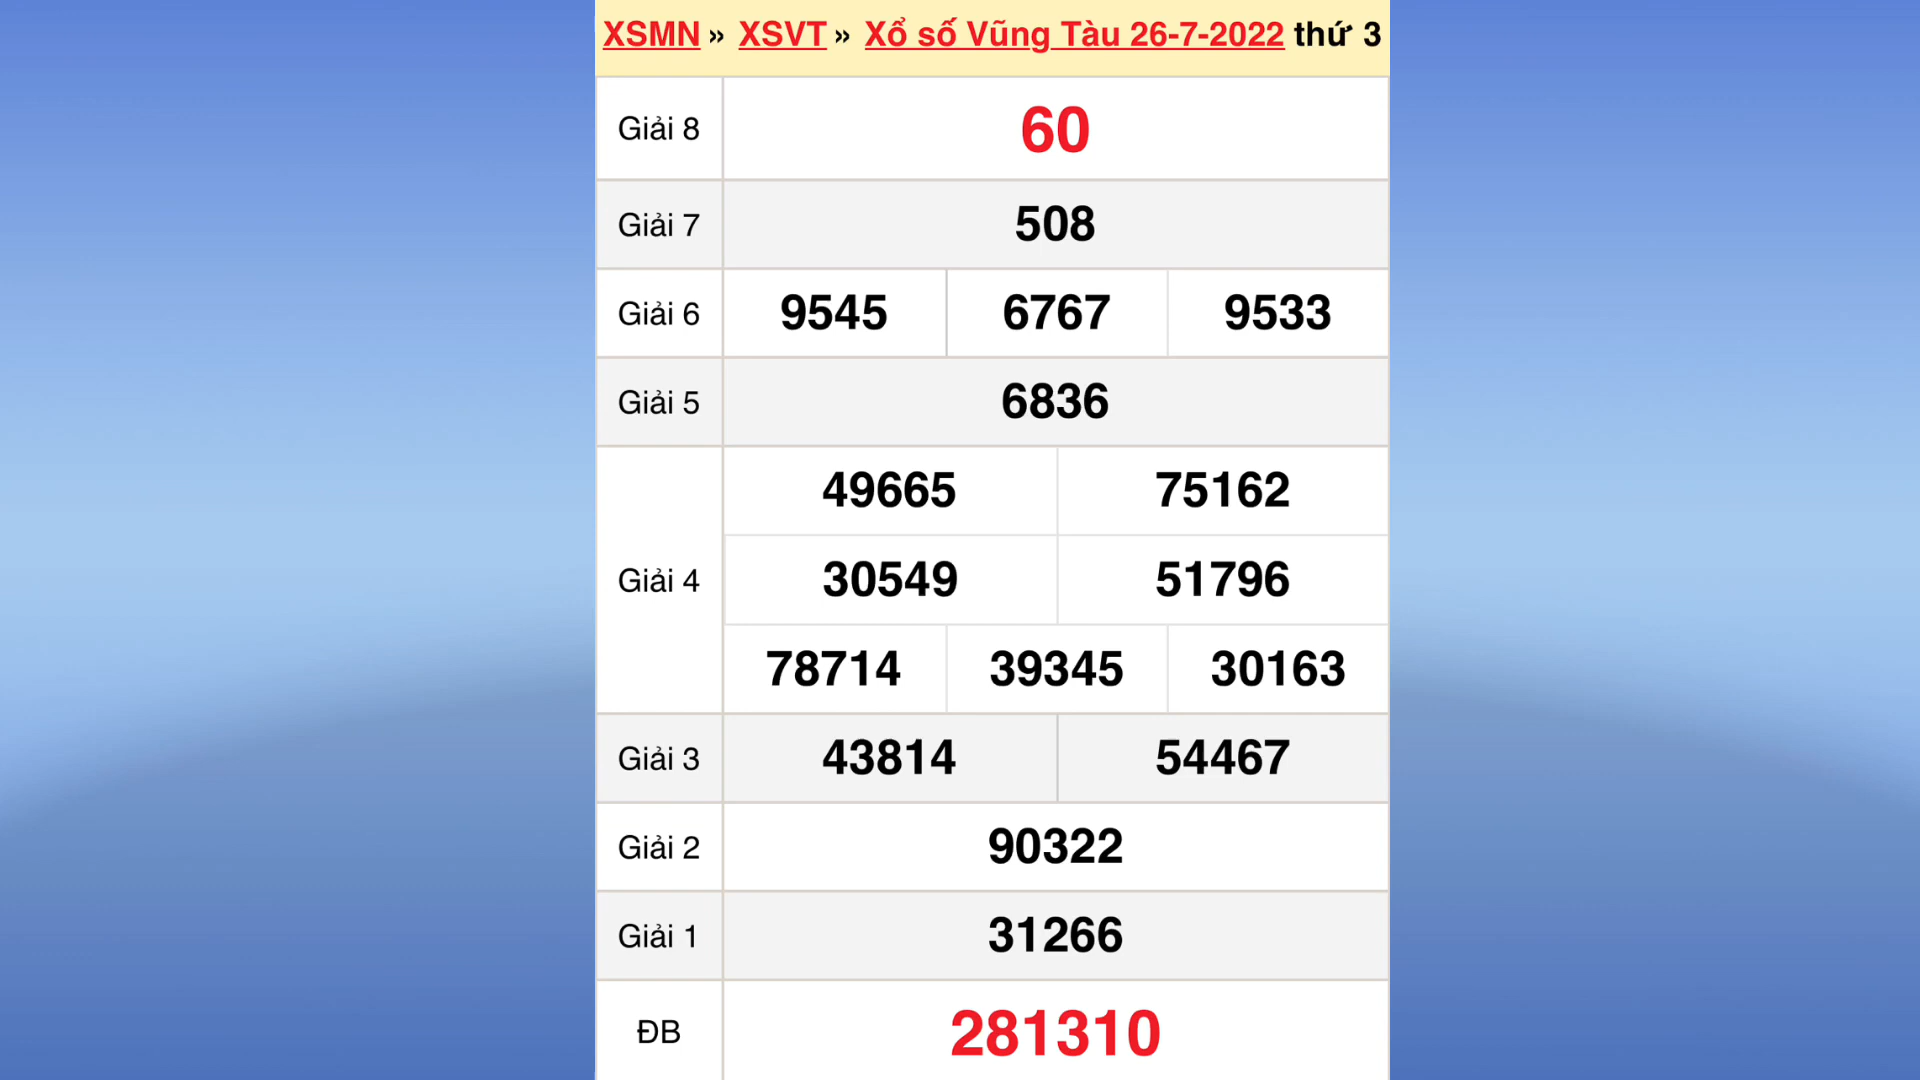 XSMN » XSVT » Xổ số Vũng Tàu 26-7-2022 thứ 3
Giải 8 60
Giải 7 508
Giải 6 9545 6767 9533
Giải 5 6836
Giải 4 49665 75162
30549 51796
78714 39345 30163
Giải 3 43814 54467
Giải 2 90322
Giải 1 31266
ĐB 281310